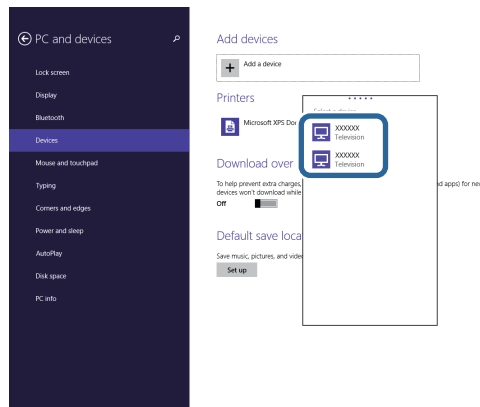 PC and devices
Lock screen
Display
Bluetooth
Devices
Mouse and touchpad
Typing
Corners and edges
Power and sleep
AutoPlay
Disk space
PC info
Add devices
Add a device
Printers
Microsoft XPS Doc
Download over
To help prevent extra charges,
nd apps) for new
devices won't download while
Off
Default save loca
Save music, pictures, and video
Set up
XXXXXX
Television
XXXXXX
Television